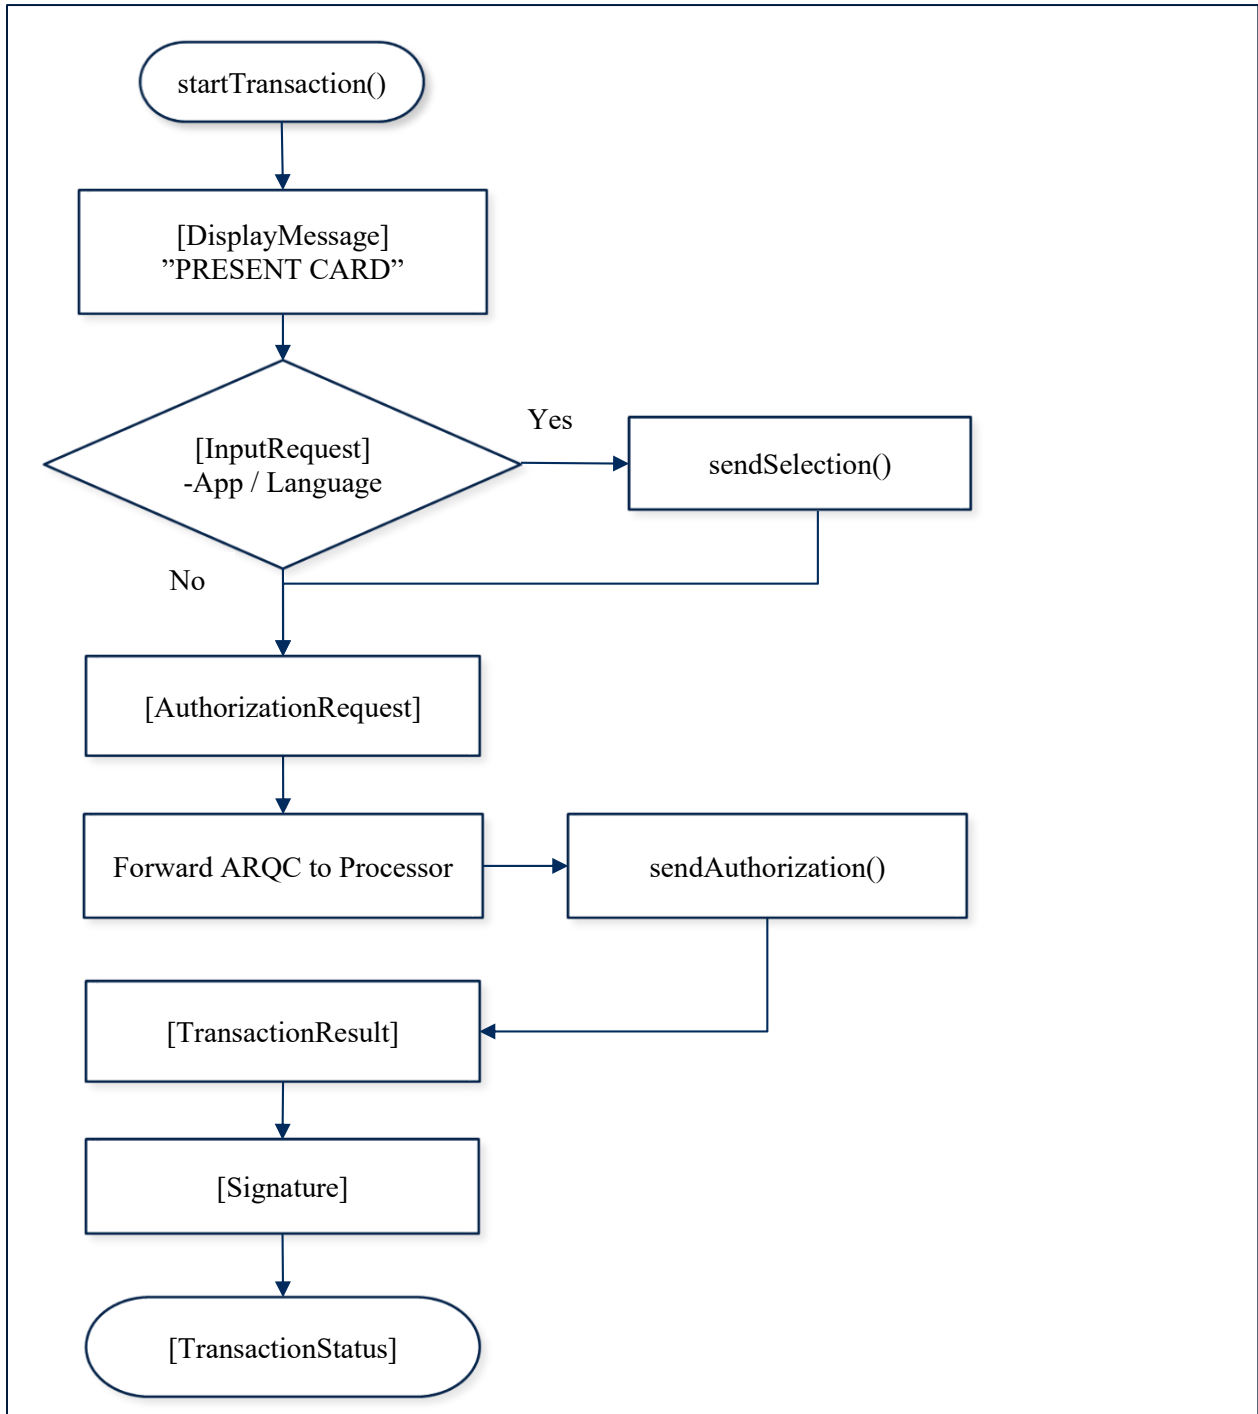 startTransaction()
[DisplayMessage]
”PRESENT CARD”
[InputRequest]
-App / Language
Yes
sendSelection()
No
[AuthorizationRequest]
Forward ARQC to Processor
sendAuthorization()
[TransactionResult]
[Signature]
[TransactionStatus]